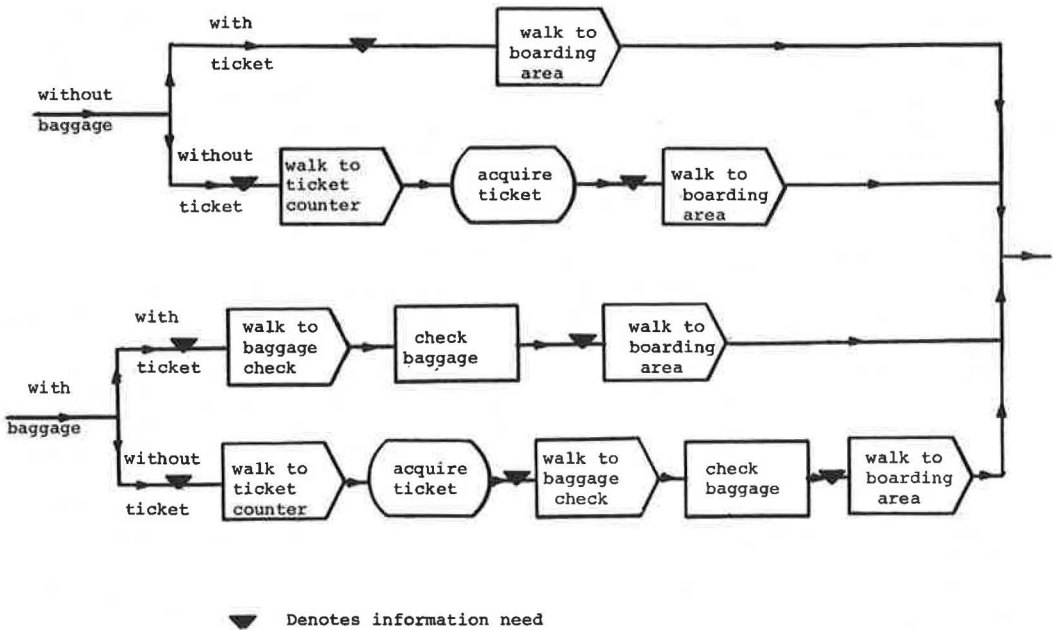 with
ticket
walk to
boarding
area
without
baggage
without
ticket
walk to
ticket
counter
acquire
ticket
walk to
boarding
area
with
ticket
walk to
baggage
check
check
baggage
walk to
boarding
area
with
baggage
without
ticket
walk to
ticket
counter
acquire
ticket
walk to
baggage
check
check
baggage
walk to
boarding
area
Denotes information need